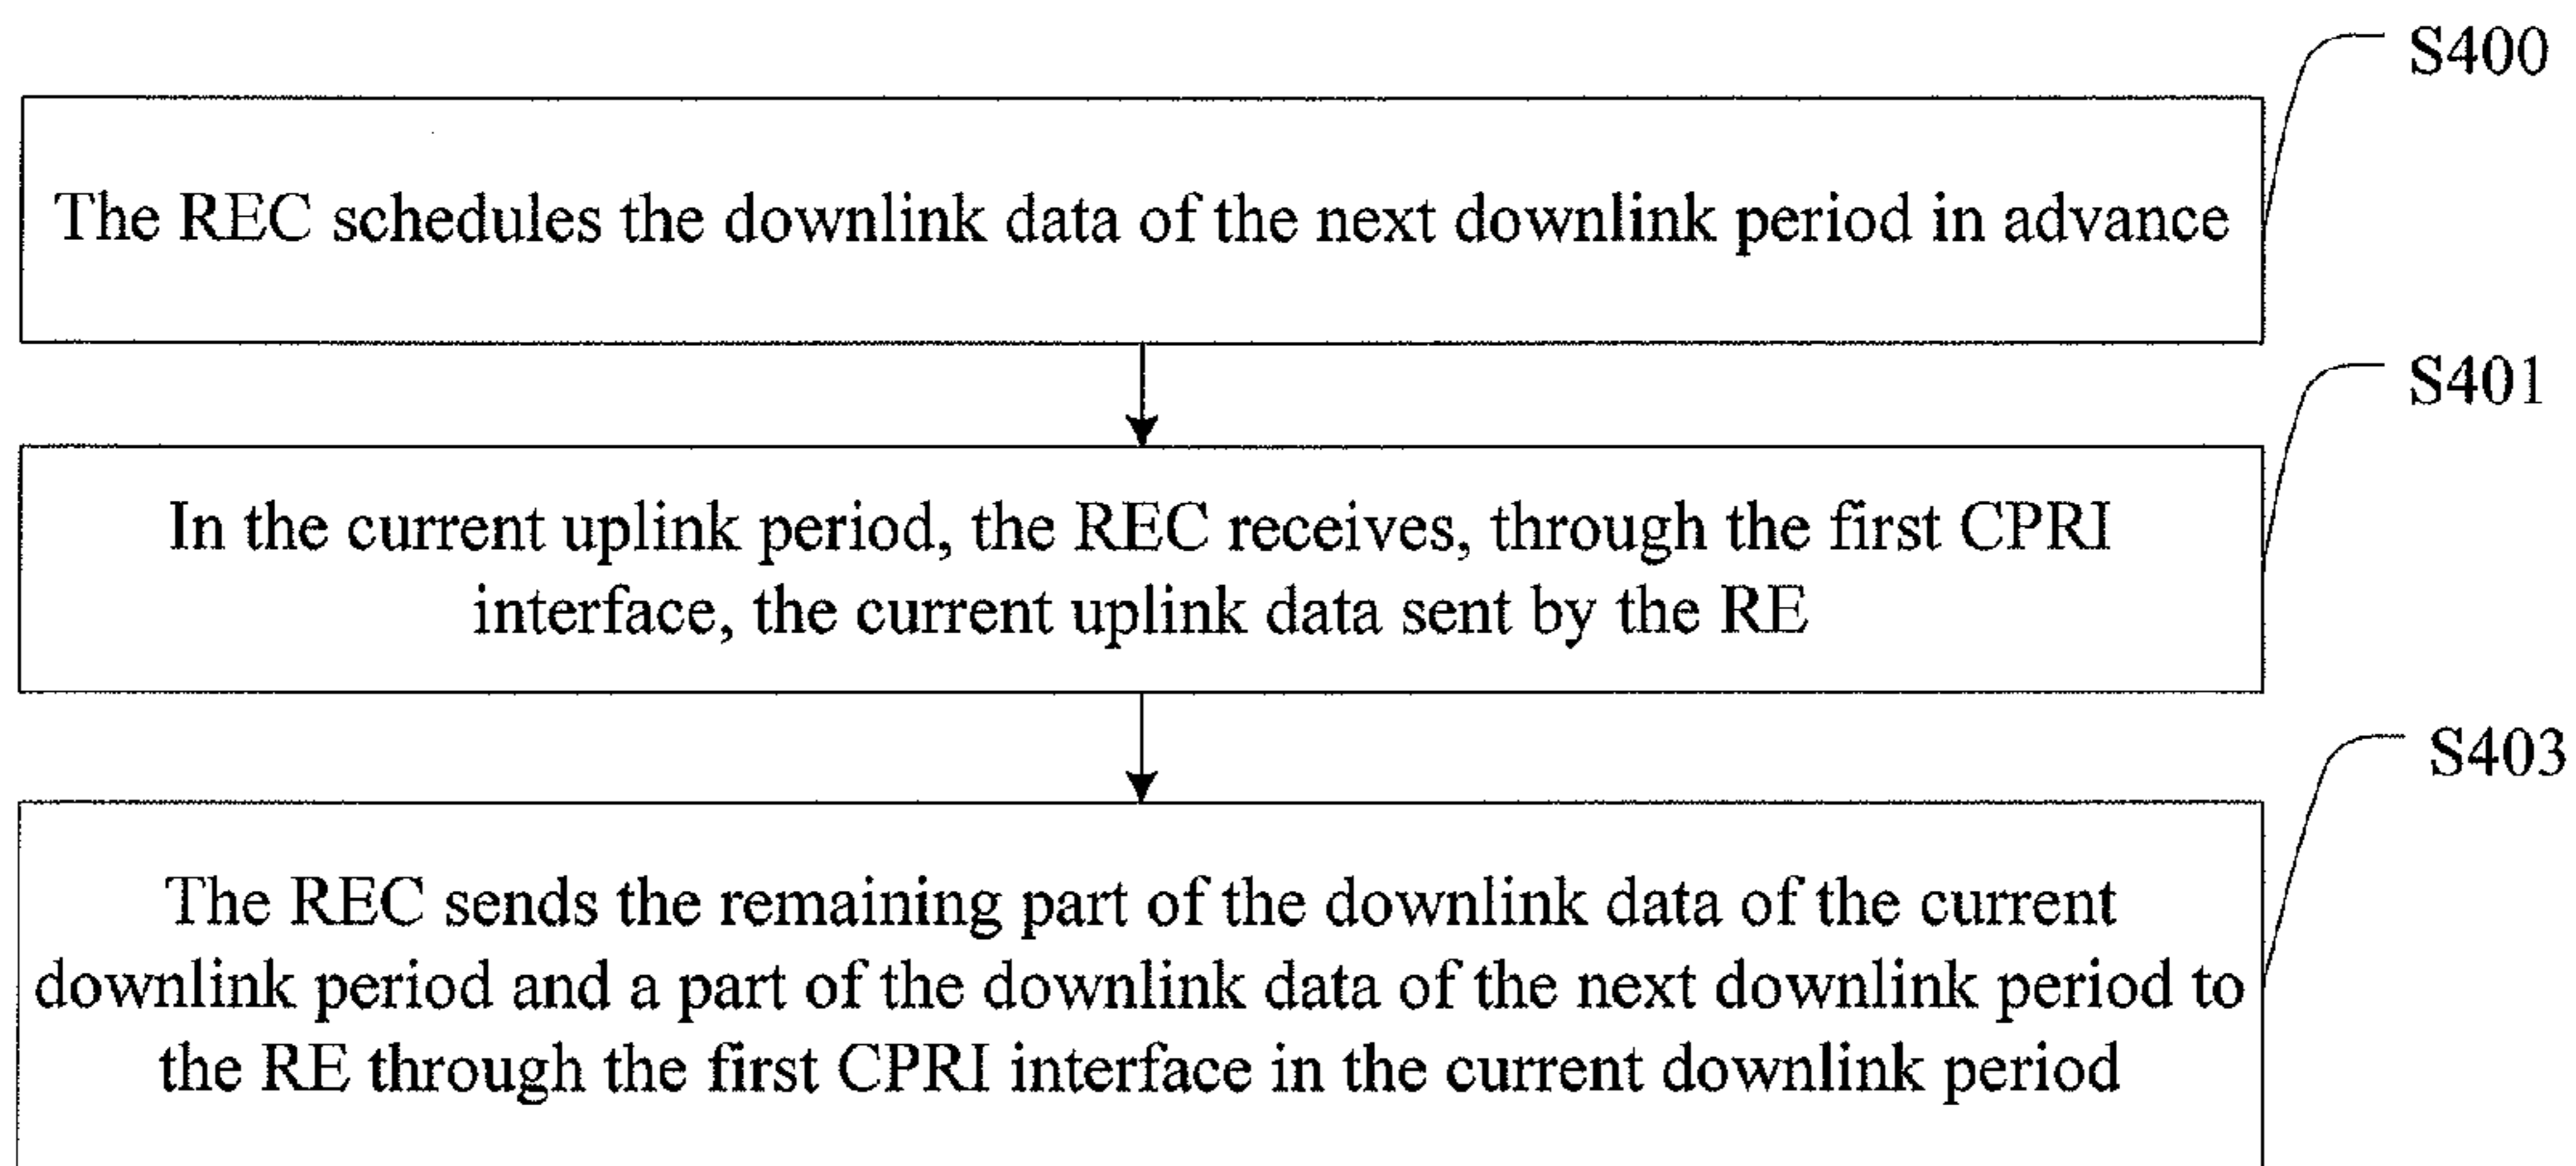 S400
The REC schedules the downlink data of the next downlink period in advance
S401
In the current uplink period, the REC receives, through the first CPRI
interface, the current uplink data sent by the RE
S403
The REC sends the remaining part of the downlink data of the current
downlink period and a part of the downlink data of the next downlink period to
the RE through the first CPRI interface in the current downlink period